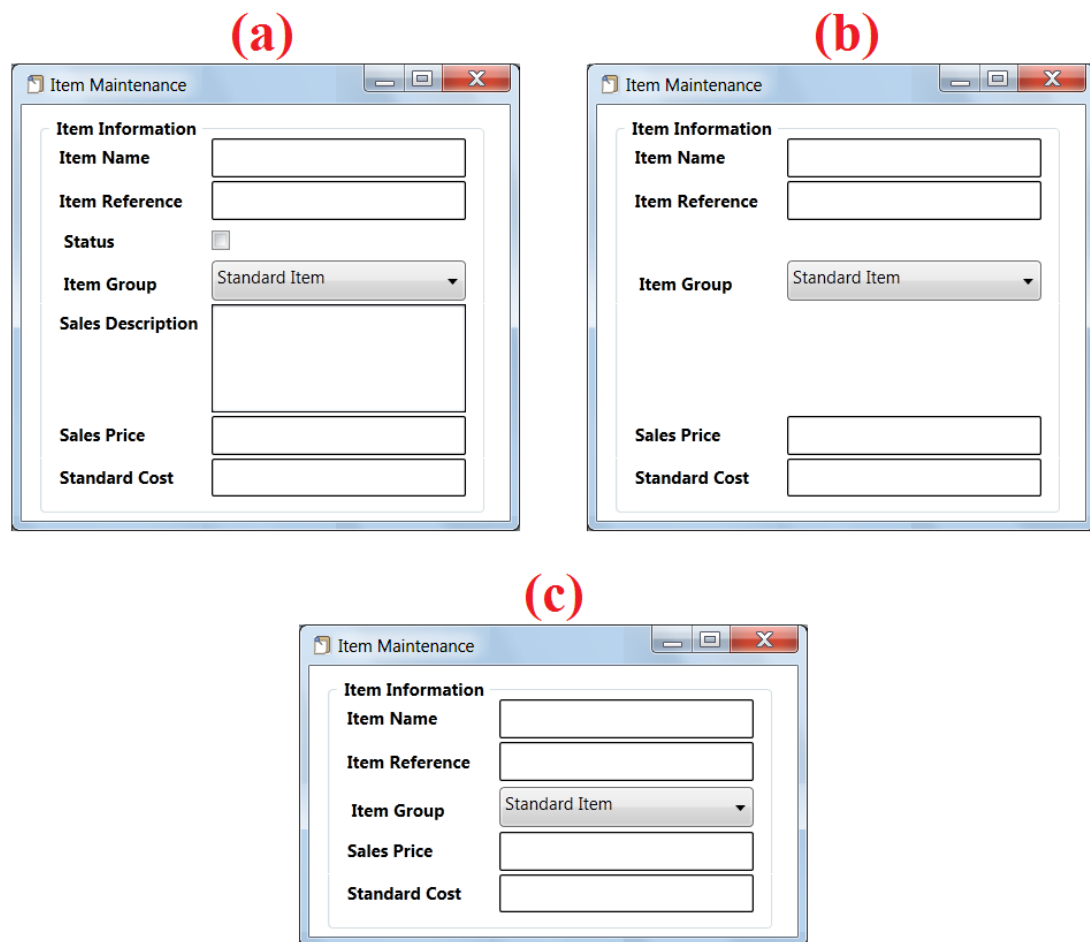 (a)
Item Maintenance
Item Information
Item Name
Item Reference
Status
Item Group Standard Item
Sales Description
Sales Price
Standard Cost
(b)
Item Maintenance
Item Information
Item Name
Item Reference
Item Group Standard Item
Sales Price
Standard Cost
(c)
Item Maintenance
Item Information
Item Name
Item Reference
Item Group Standard Item
Sales Price
Standard Cost